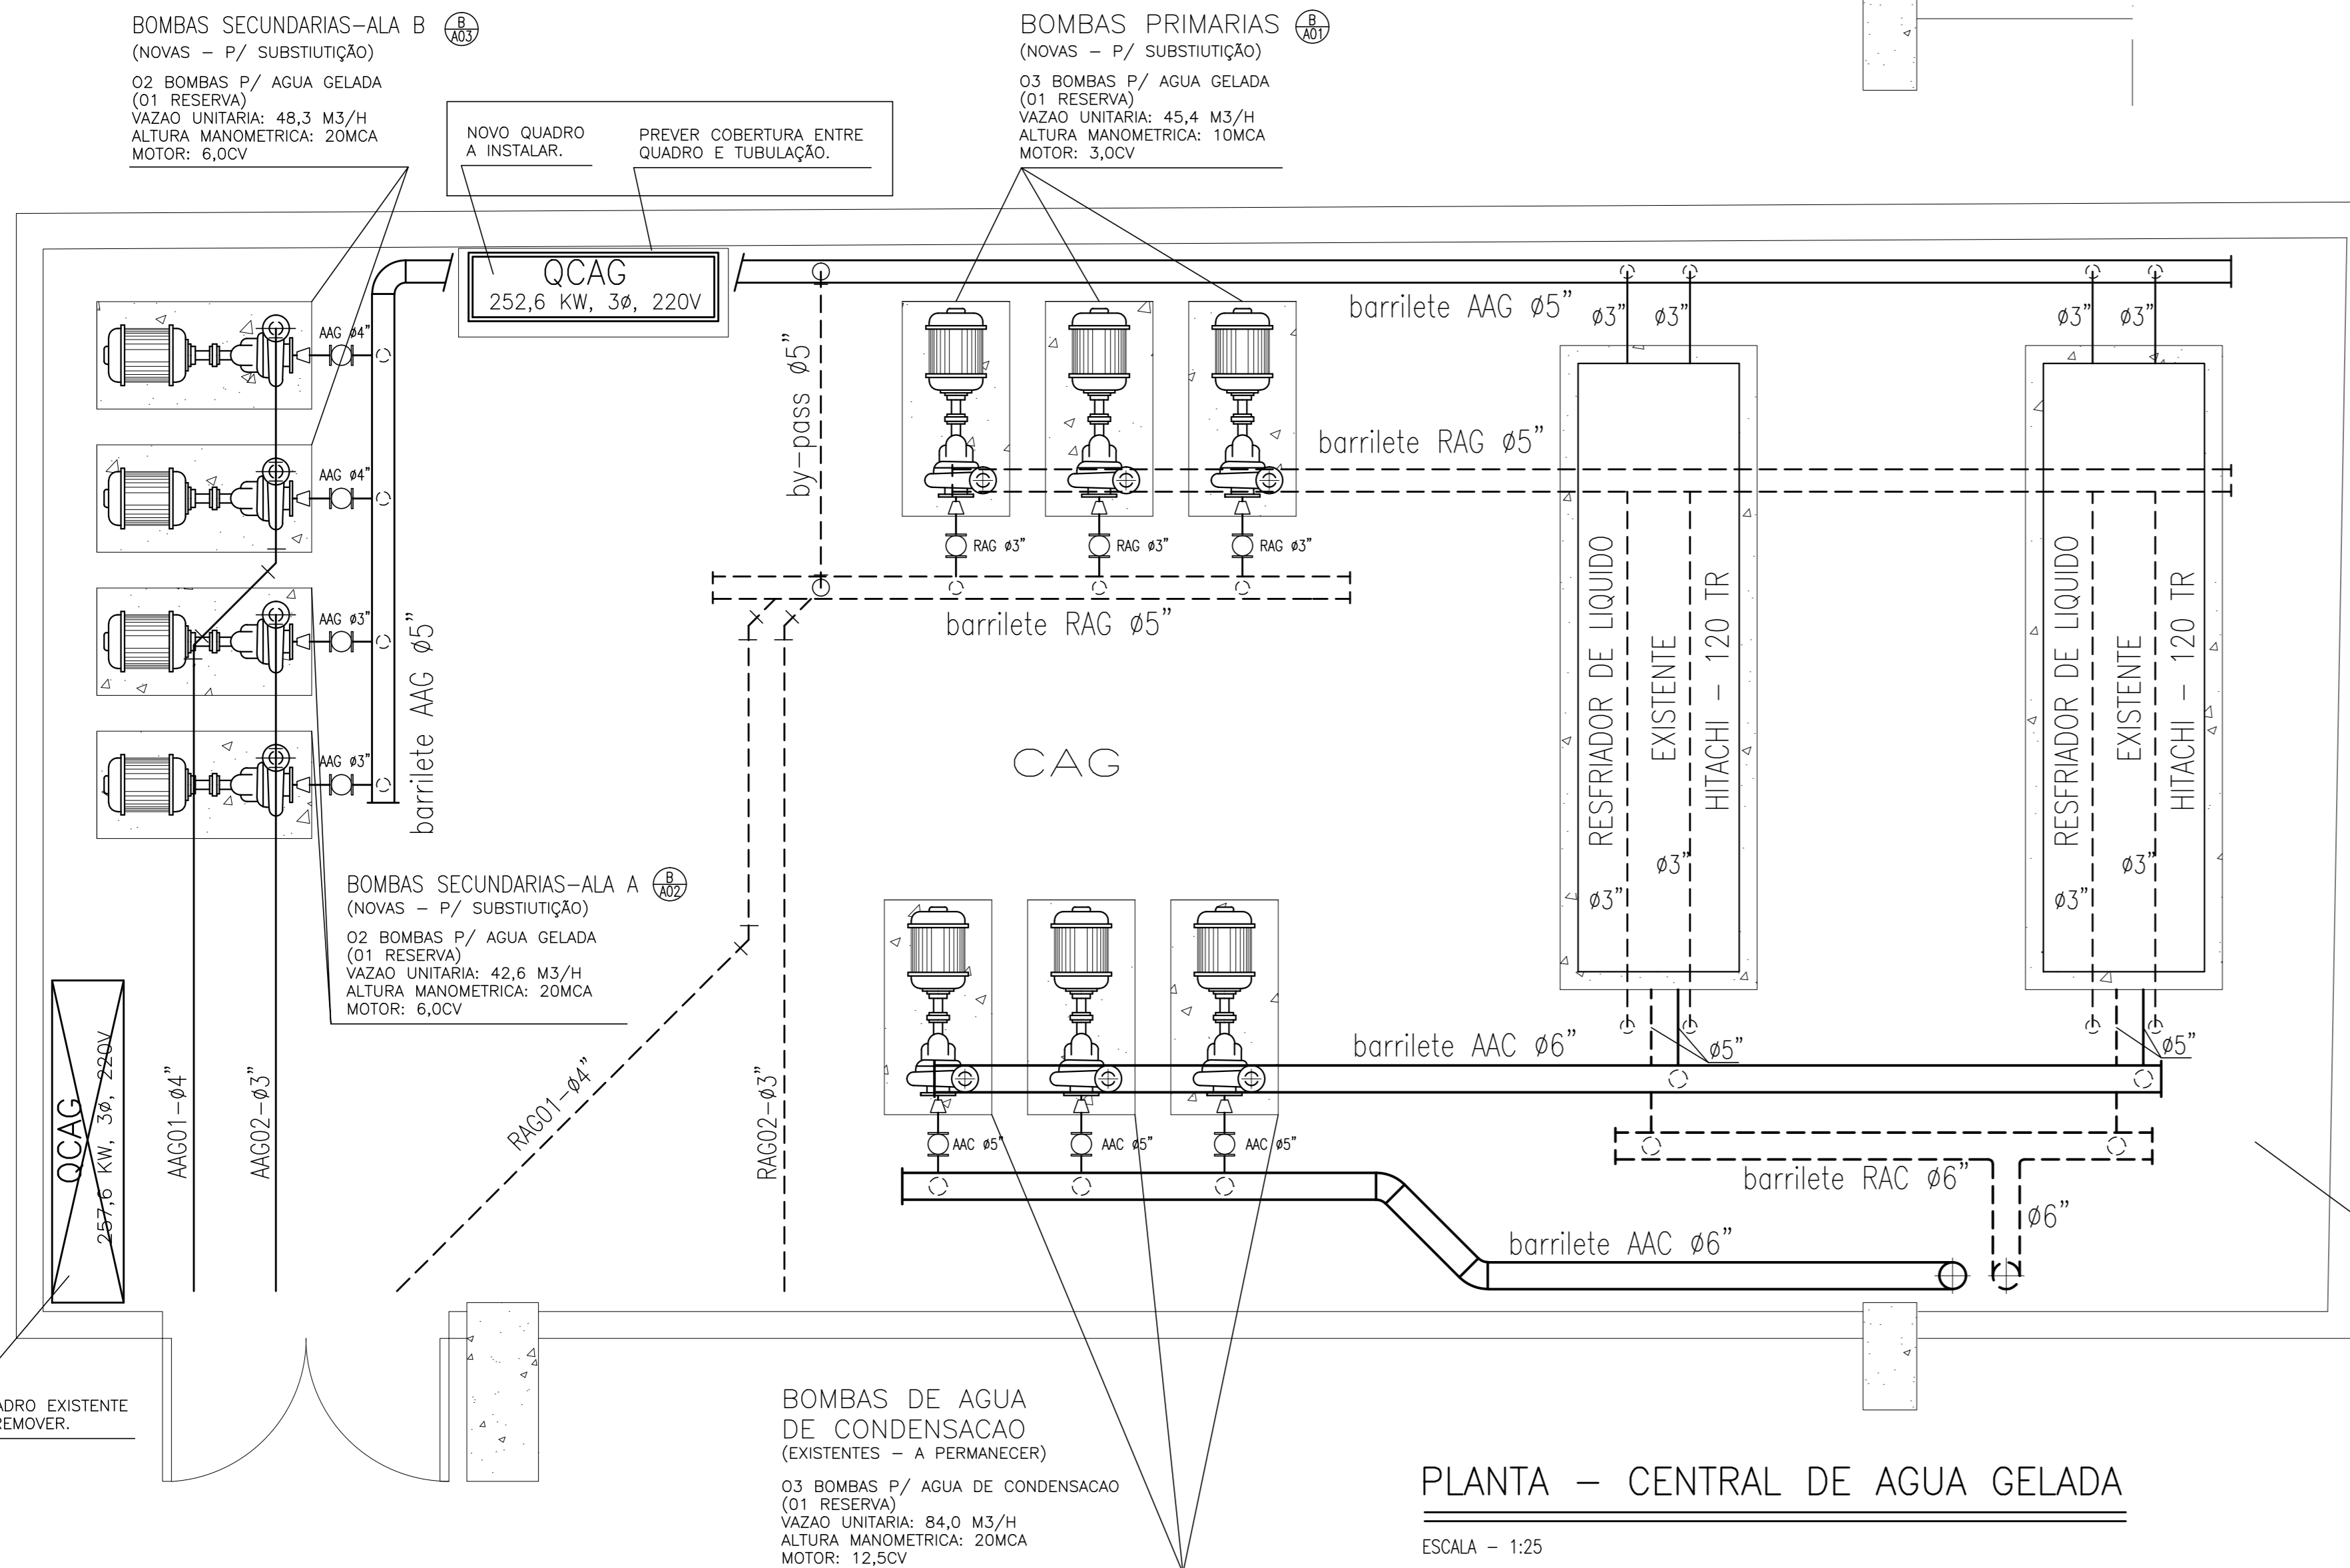 BOMBAS SECUNDARIAS-ALA B
B
A03
(NOVAS - P/ SUBSTIUTIÇÃO)
02 BOMBAS P/ AGUA GELADA
(01 RESERVA)
VAZAO UNITARIA: 48,3 M3/H
ALTURA MANOMETRICA: 20MCA
MOTOR: 6,0CV
NOVO QUADRO
A INSTALAR.
PREVER COBERTURA ENTRE
QUADRO E TUBULAÇÃO.
BOMBAS PRIMARIAS
B
A01
(NOVAS - P/ SUBSTIUTIÇÃO)
03 BOMBAS P/ AGUA GELADA
(01 RESERVA)
VAZAO UNITARIA: 45,4 M3/H
ALTURA MANOMETRICA: 10MCA
MOTOR: 3,0CV
QCAG
252,6 KW, 3ø, 220V
barrilete AAG ø5"
ø3"
ø3"
ø3"
ø3"
AAG ø4"
AAG ø4"
AAG ø3"
AAG ø3"
barrilete AAG ø5"
by-pass ø5"
barrilete RAG ø5"
RAG ø3"
RAG ø3"
RAG ø3"
barrilete RAG ø5"
CAG
RESFRIADOR DE LIQUIDO
EXISTENTE
HITACHI - 120 TR
ø3"
ø3"
RESFRIADOR DE LIQUIDO
EXISTENTE
HITACHI - 120 TR
ø3"
ø3"
BOMBAS SECUNDARIAS-ALA A
B
A02
(NOVAS - P/ SUBSTIUTIÇÃO)
02 BOMBAS P/ AGUA GELADA
(01 RESERVA)
VAZAO UNITARIA: 42,6 M3/H
ALTURA MANOMETRICA: 20MCA
MOTOR: 6,0CV
QCAG
257,6 KW, 3ø, 220V
AAG01-ø4"
AAG02-ø3"
RAG01-ø4"
RAG02-ø3"
barrilete AAC ø6"
ø5"
ø5"
AAC ø5"
AAC ø5"
AAC ø5"
barrilete RAC ø6"
ø6"
barrilete AAC ø6"
ADRO EXISTENTE
REMOVER.
BOMBAS DE AGUA
DE CONDENSACAO
(EXISTENTES - A PERMANECER)
03 BOMBAS P/ AGUA DE CONDENSACAO
(01 RESERVA)
VAZAO UNITARIA: 84,0 M3/H
ALTURA MANOMETRICA: 20MCA
MOTOR: 12,5CV
PLANTA - CENTRAL DE AGUA GELADA
ESCALA - 1:25